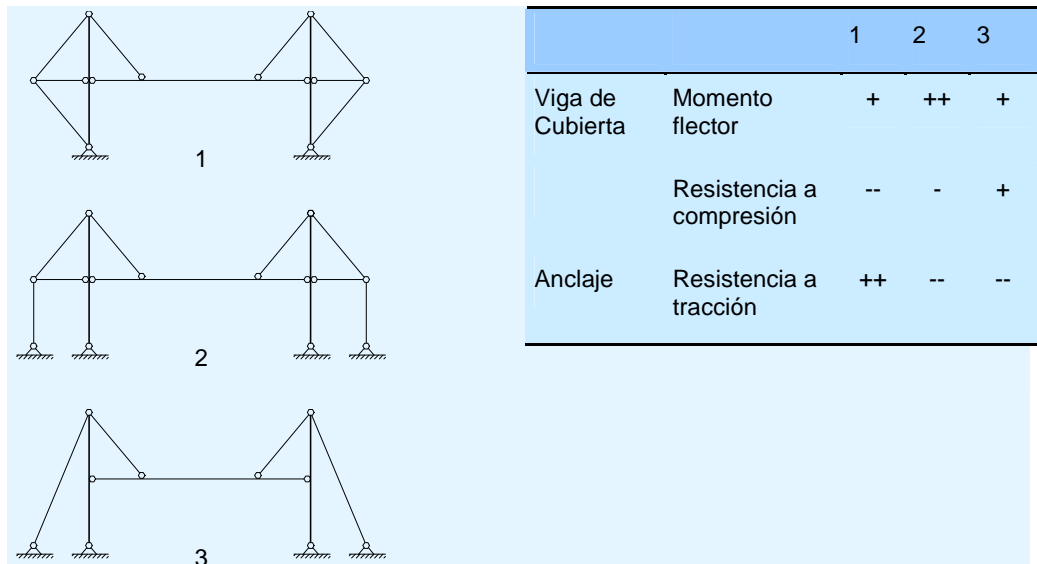 1 2 3
Viga de Momento + ++ +
Cubierta flector
Resistencia a -- - +
compresión
Anclaje Resistencia a ++ -- --
tracción
1
2
3